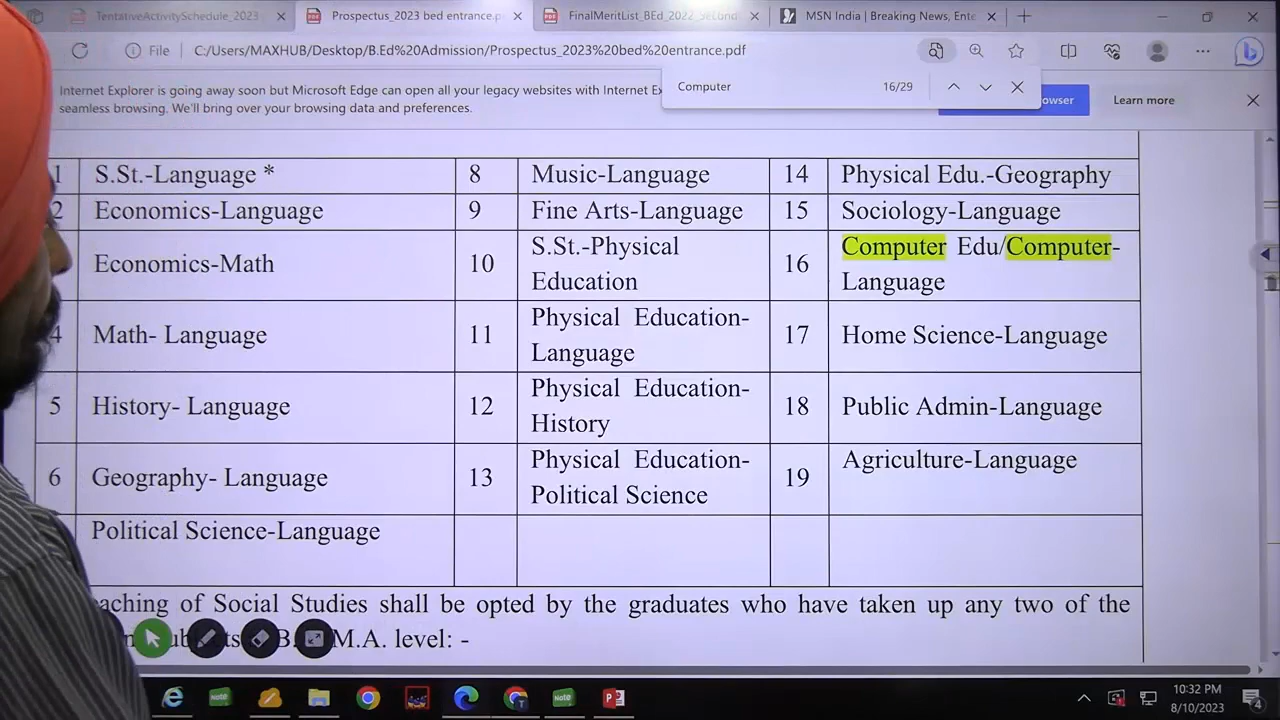 TentativeActivitySchedule_2023
Prospectus_2023 bed entrance.p
FinalMeritList_BEd_2022_Second
MSN India | Breaking News, Ente
File
C:/Users/MAXHUB/Desktop/B.Ed%20Admission/Prospectus_2023%20bed%20entrance.pdf
Internet Explorer is going away soon but Microsoft Edge can open all your legacy websites with Internet Ex
seamless browsing. We'll bring over your browsing data and preferences.
Computer
16/29
owser
Learn more
1 S.St.-Language * 8 Music-Language 14 Physical Edu.-Geography
2 Economics-Language 9 Fine Arts-Language 15 Sociology-Language
Economics-Math 10 S.St.-Physical Education 16 Computer Edu/Computer-Language
4 Math- Language 11 Physical Education-Language 17 Home Science-Language
5 History- Language 12 Physical Education-History 18 Public Admin-Language
6 Geography- Language 13 Physical Education-Political Science 19 Agriculture-Language
Political Science-Language
aching of Social Studies shall be opted by the graduates who have taken up any two of the
M.A. level: -
Note
Note
10:32 PM
8/10/2023
4